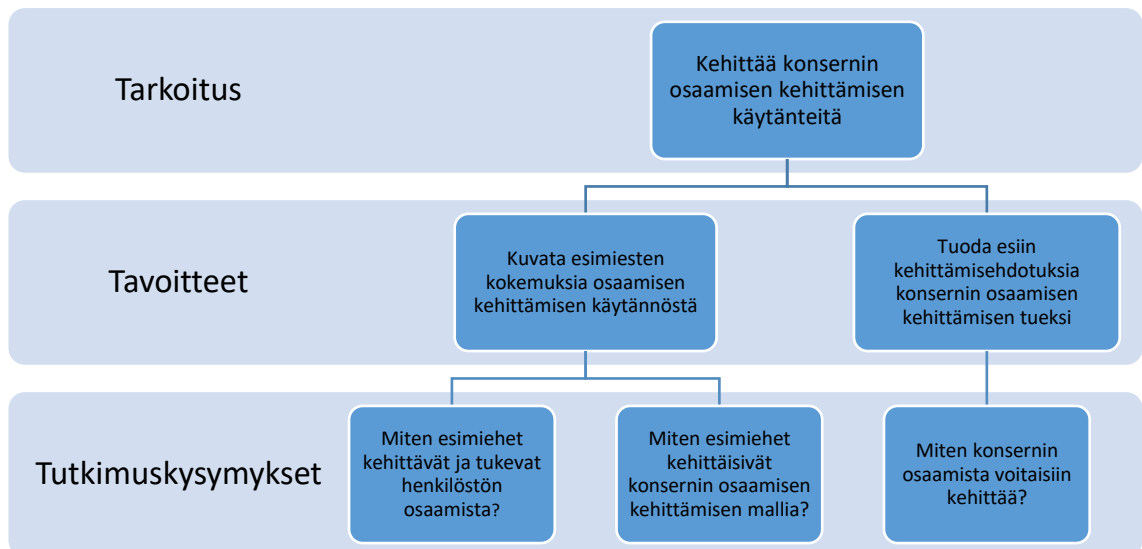 Tarkoitus
Kehittää konsernin
osaamisen kehittämisen
käytänteitä
Tavoitteet
Kuvata esimiesten
kokemuksia osaamisen
kehittämisen käytännöstä
Tuoda esiin
kehittämisehdotuksia
konsernin osaamisen
kehittämisen tueksi
Tutkimuskysymykset
Miten esimiehet
kehittävät ja tukevat
henkilöstön
osaamista?
Miten esimiehet
kehittäisivät
konsernin osaamisen
kehittämisen mallia?
Miten konsernin
osaamista voitaisiin
kehittää?